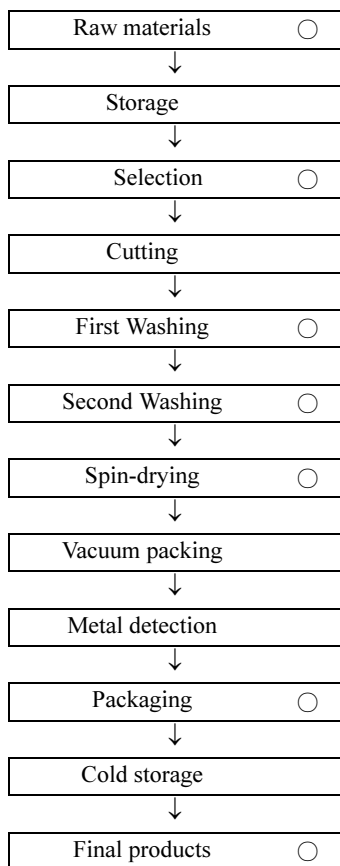 Raw materials ○
↓
Storage
↓
Selection ○
↓
Cutting
↓
First Washing ○
↓
Second Washing ○
↓
Spin-drying ○
↓
Vacuum packing
↓
Metal detection
↓
Packaging ○
↓
Cold storage
↓
Final products ○